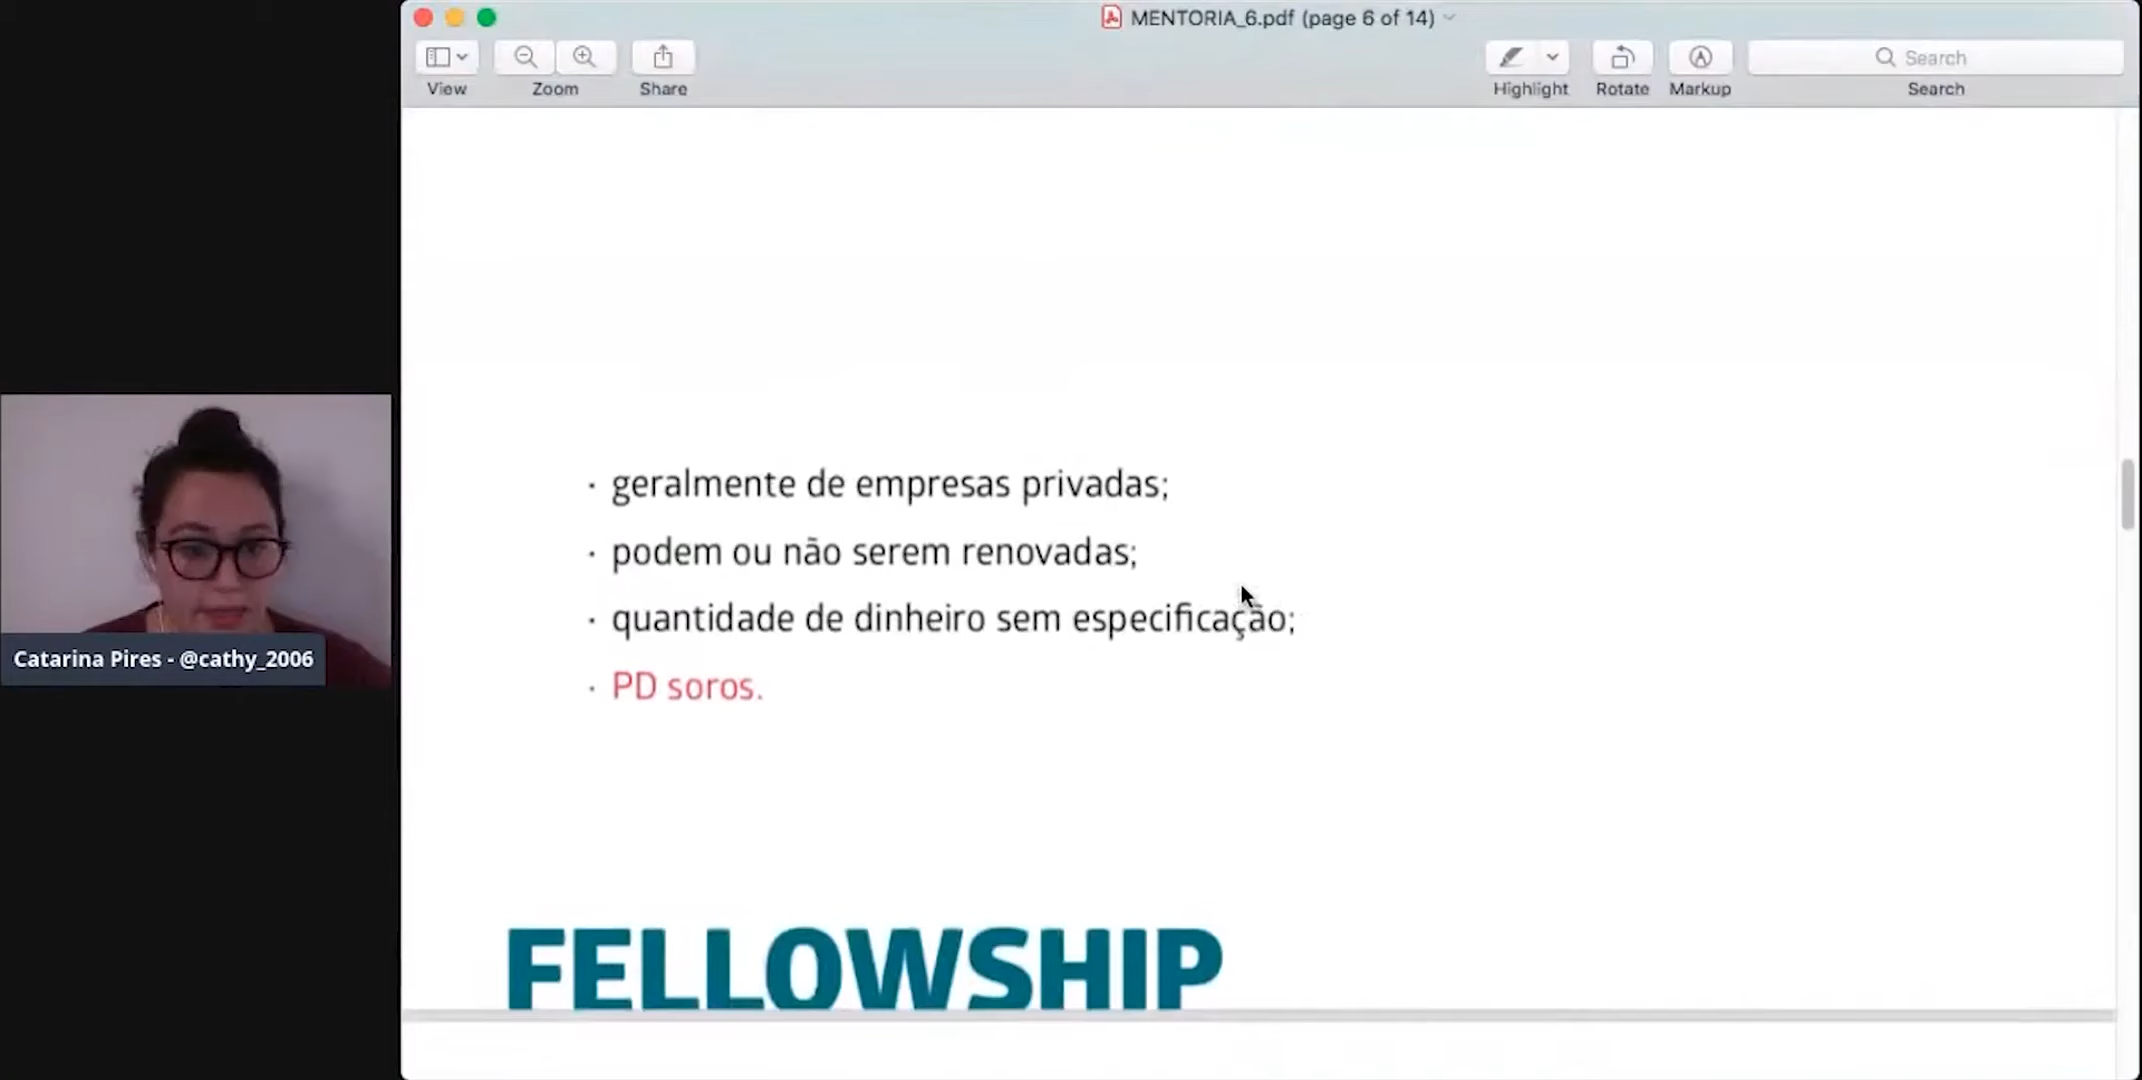 MENTORIA_6.pdf (page 6 of 14)
View
Zoom
Share
Highlight
Rotate
Markup
Search
Search
· geralmente de empresas privadas;
· podem ou não serem renovadas;
· quantidade de dinheiro sem especificação;
· PD soros.
FELLOWSHIP
Catarina Pires - @cathy_2006